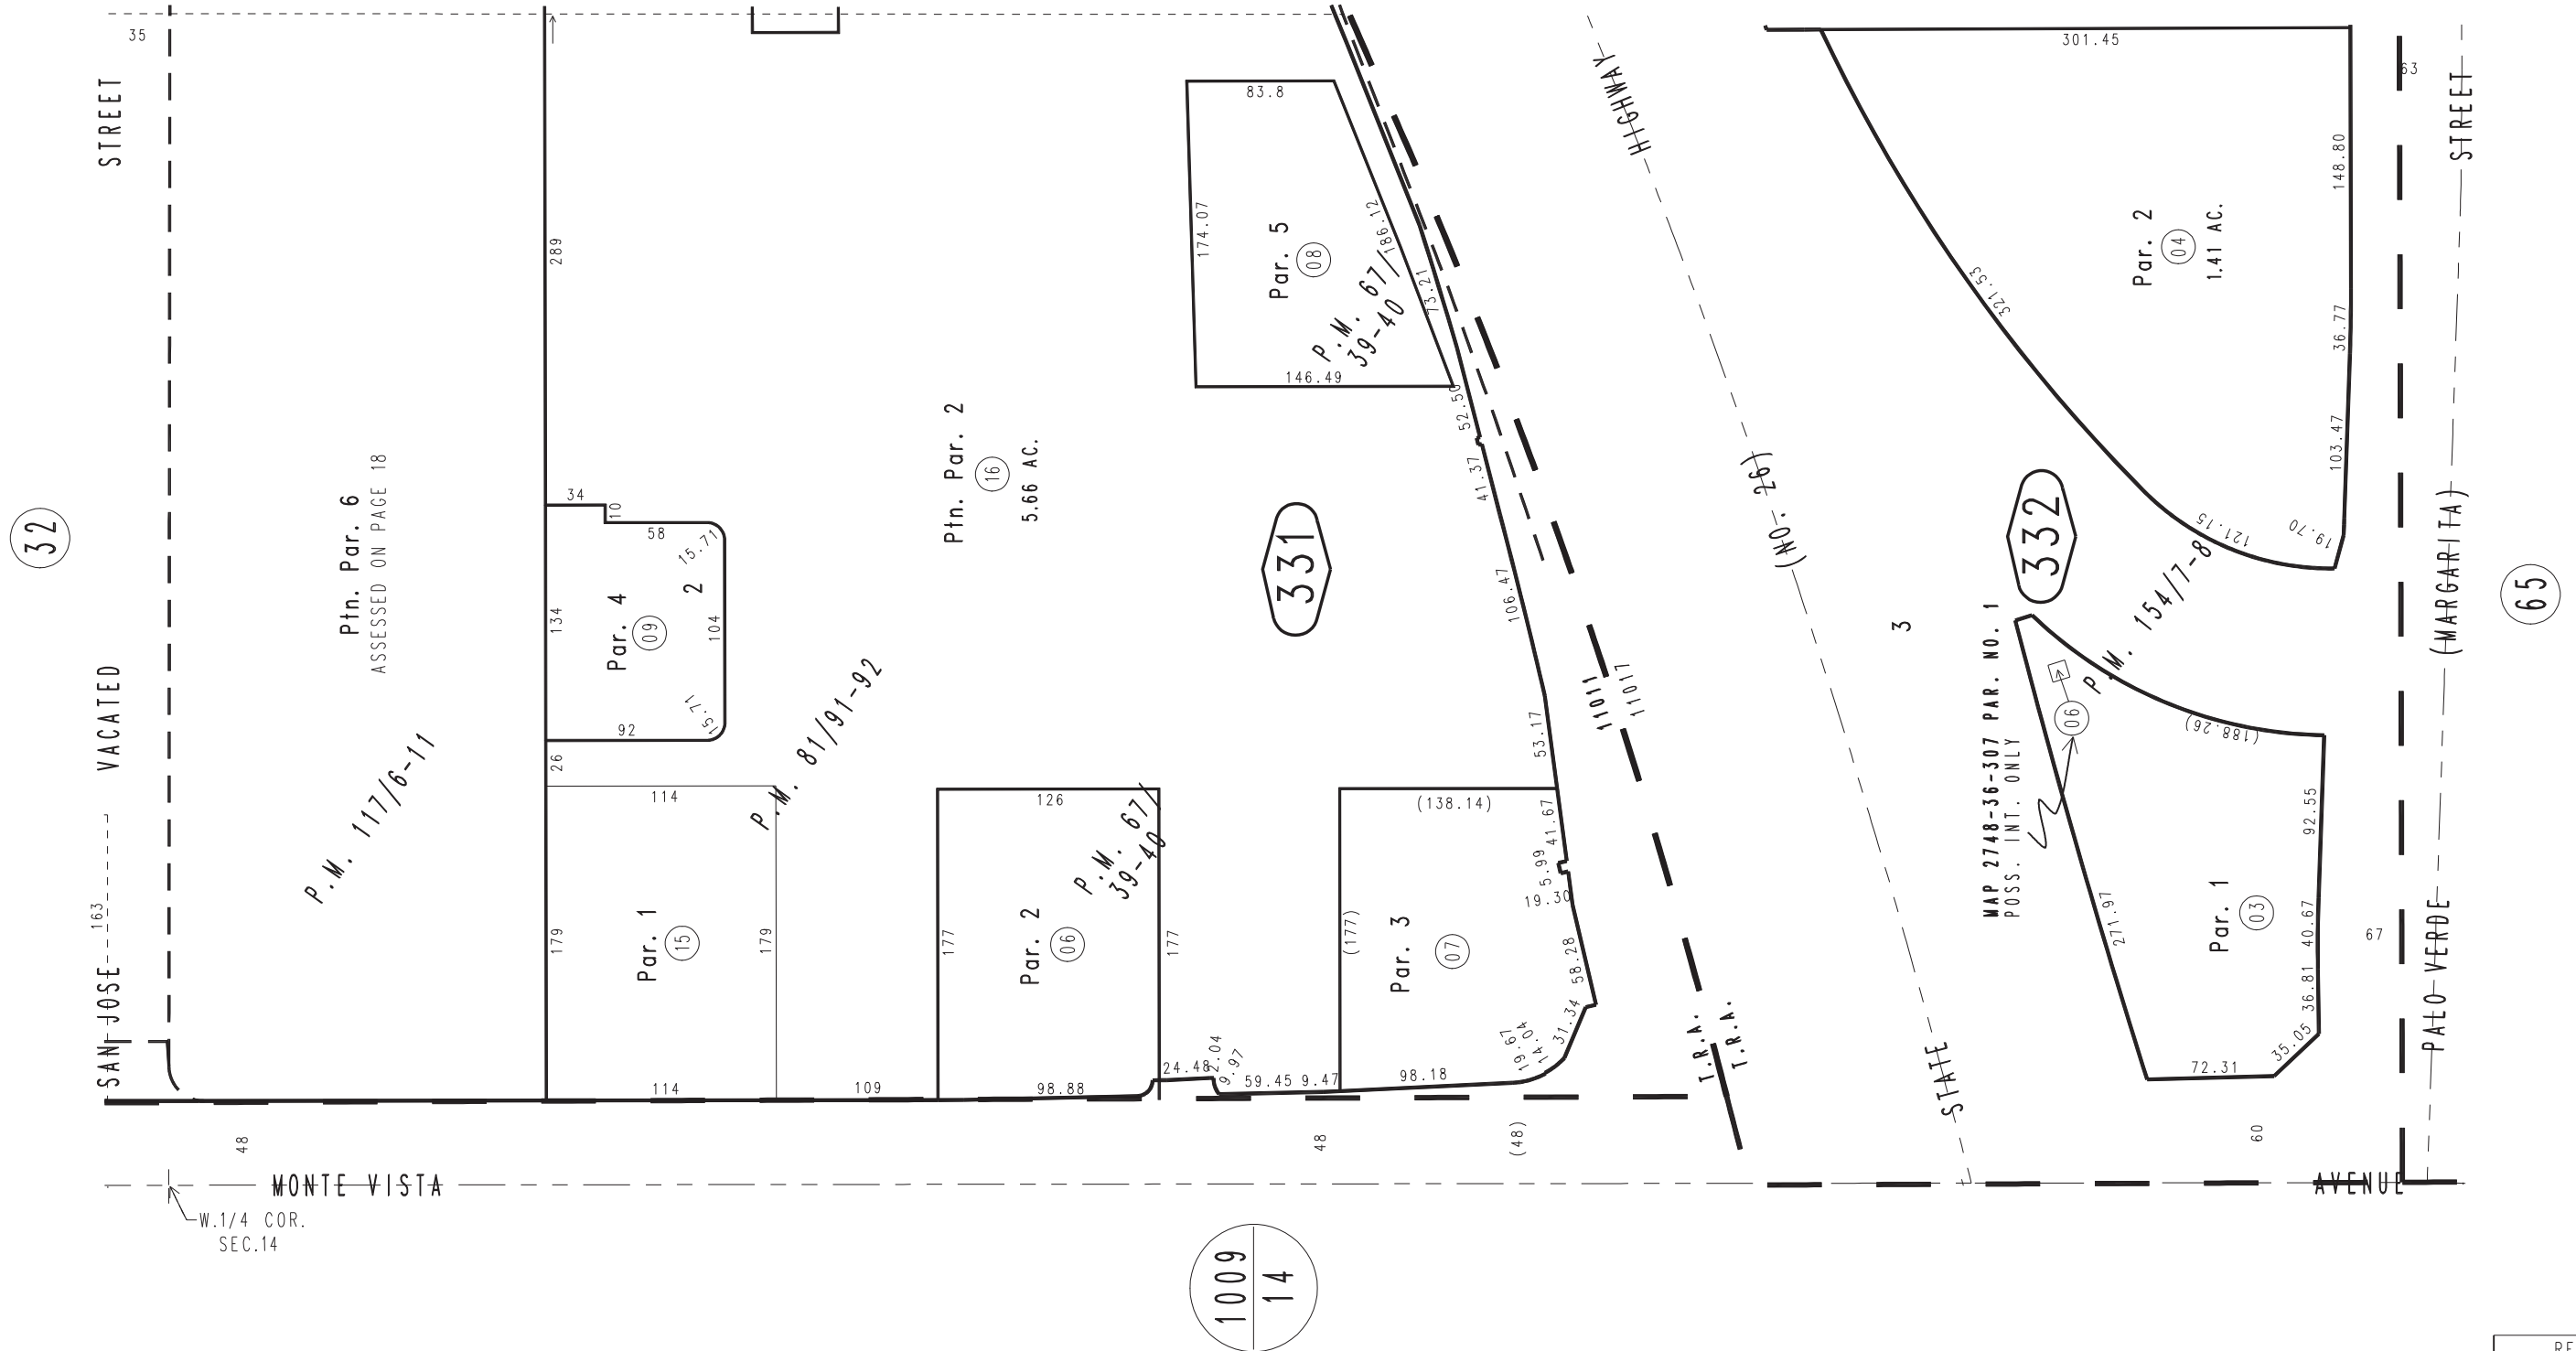 35
STREET
VACATED
163
SAN JOSE
32
Ptn. Par. 6
ASSESSED ON PAGE 18
P.M. 117/6-11
48
MONTE VISTA
W.1/4 COR.
SEC.14
289
34
10
58
15.71
134
Par. 4
09
2
104
15.71
92
26
114
179
Par. 1
15
179
114
109
P.M. 81/91-92
Ptn. Par. 2
16
5.66 AC.
126
177
Par. 2
06
177
P.M. 67/
39-40
98.88
24.48
2.04
9.97
59.45
9.47
83.8
174.07
Par. 5
08
186.12
P.M. 67/
39-40
73.21
146.49
52.50
41.37
331
106.47
53.17
(138.14)
41.67
5.99
19.30
(177)
Par. 3
07
58.28
31.34
14.04
19.67
98.18
48
(48)
11011
11017
T.R.A.
T.R.A.
HIGHWAY
(NO. 26)
STATE
3
301.45
321.53
Par. 2
04
1.41 AC.
148.80
36.77
103.47
19.70
121.15
332
P.M. 154/7-8
MAP 2748-36-307 PAR. NO. 1
POSS. INT. ONLY
06
(188.26)
271.97
Par. 1
03
92.55
40.67
36.81
35.05
72.31
60
67
63
STREET
(MARGARITA)
PALO VERDE
AVENUE
65
1009
14